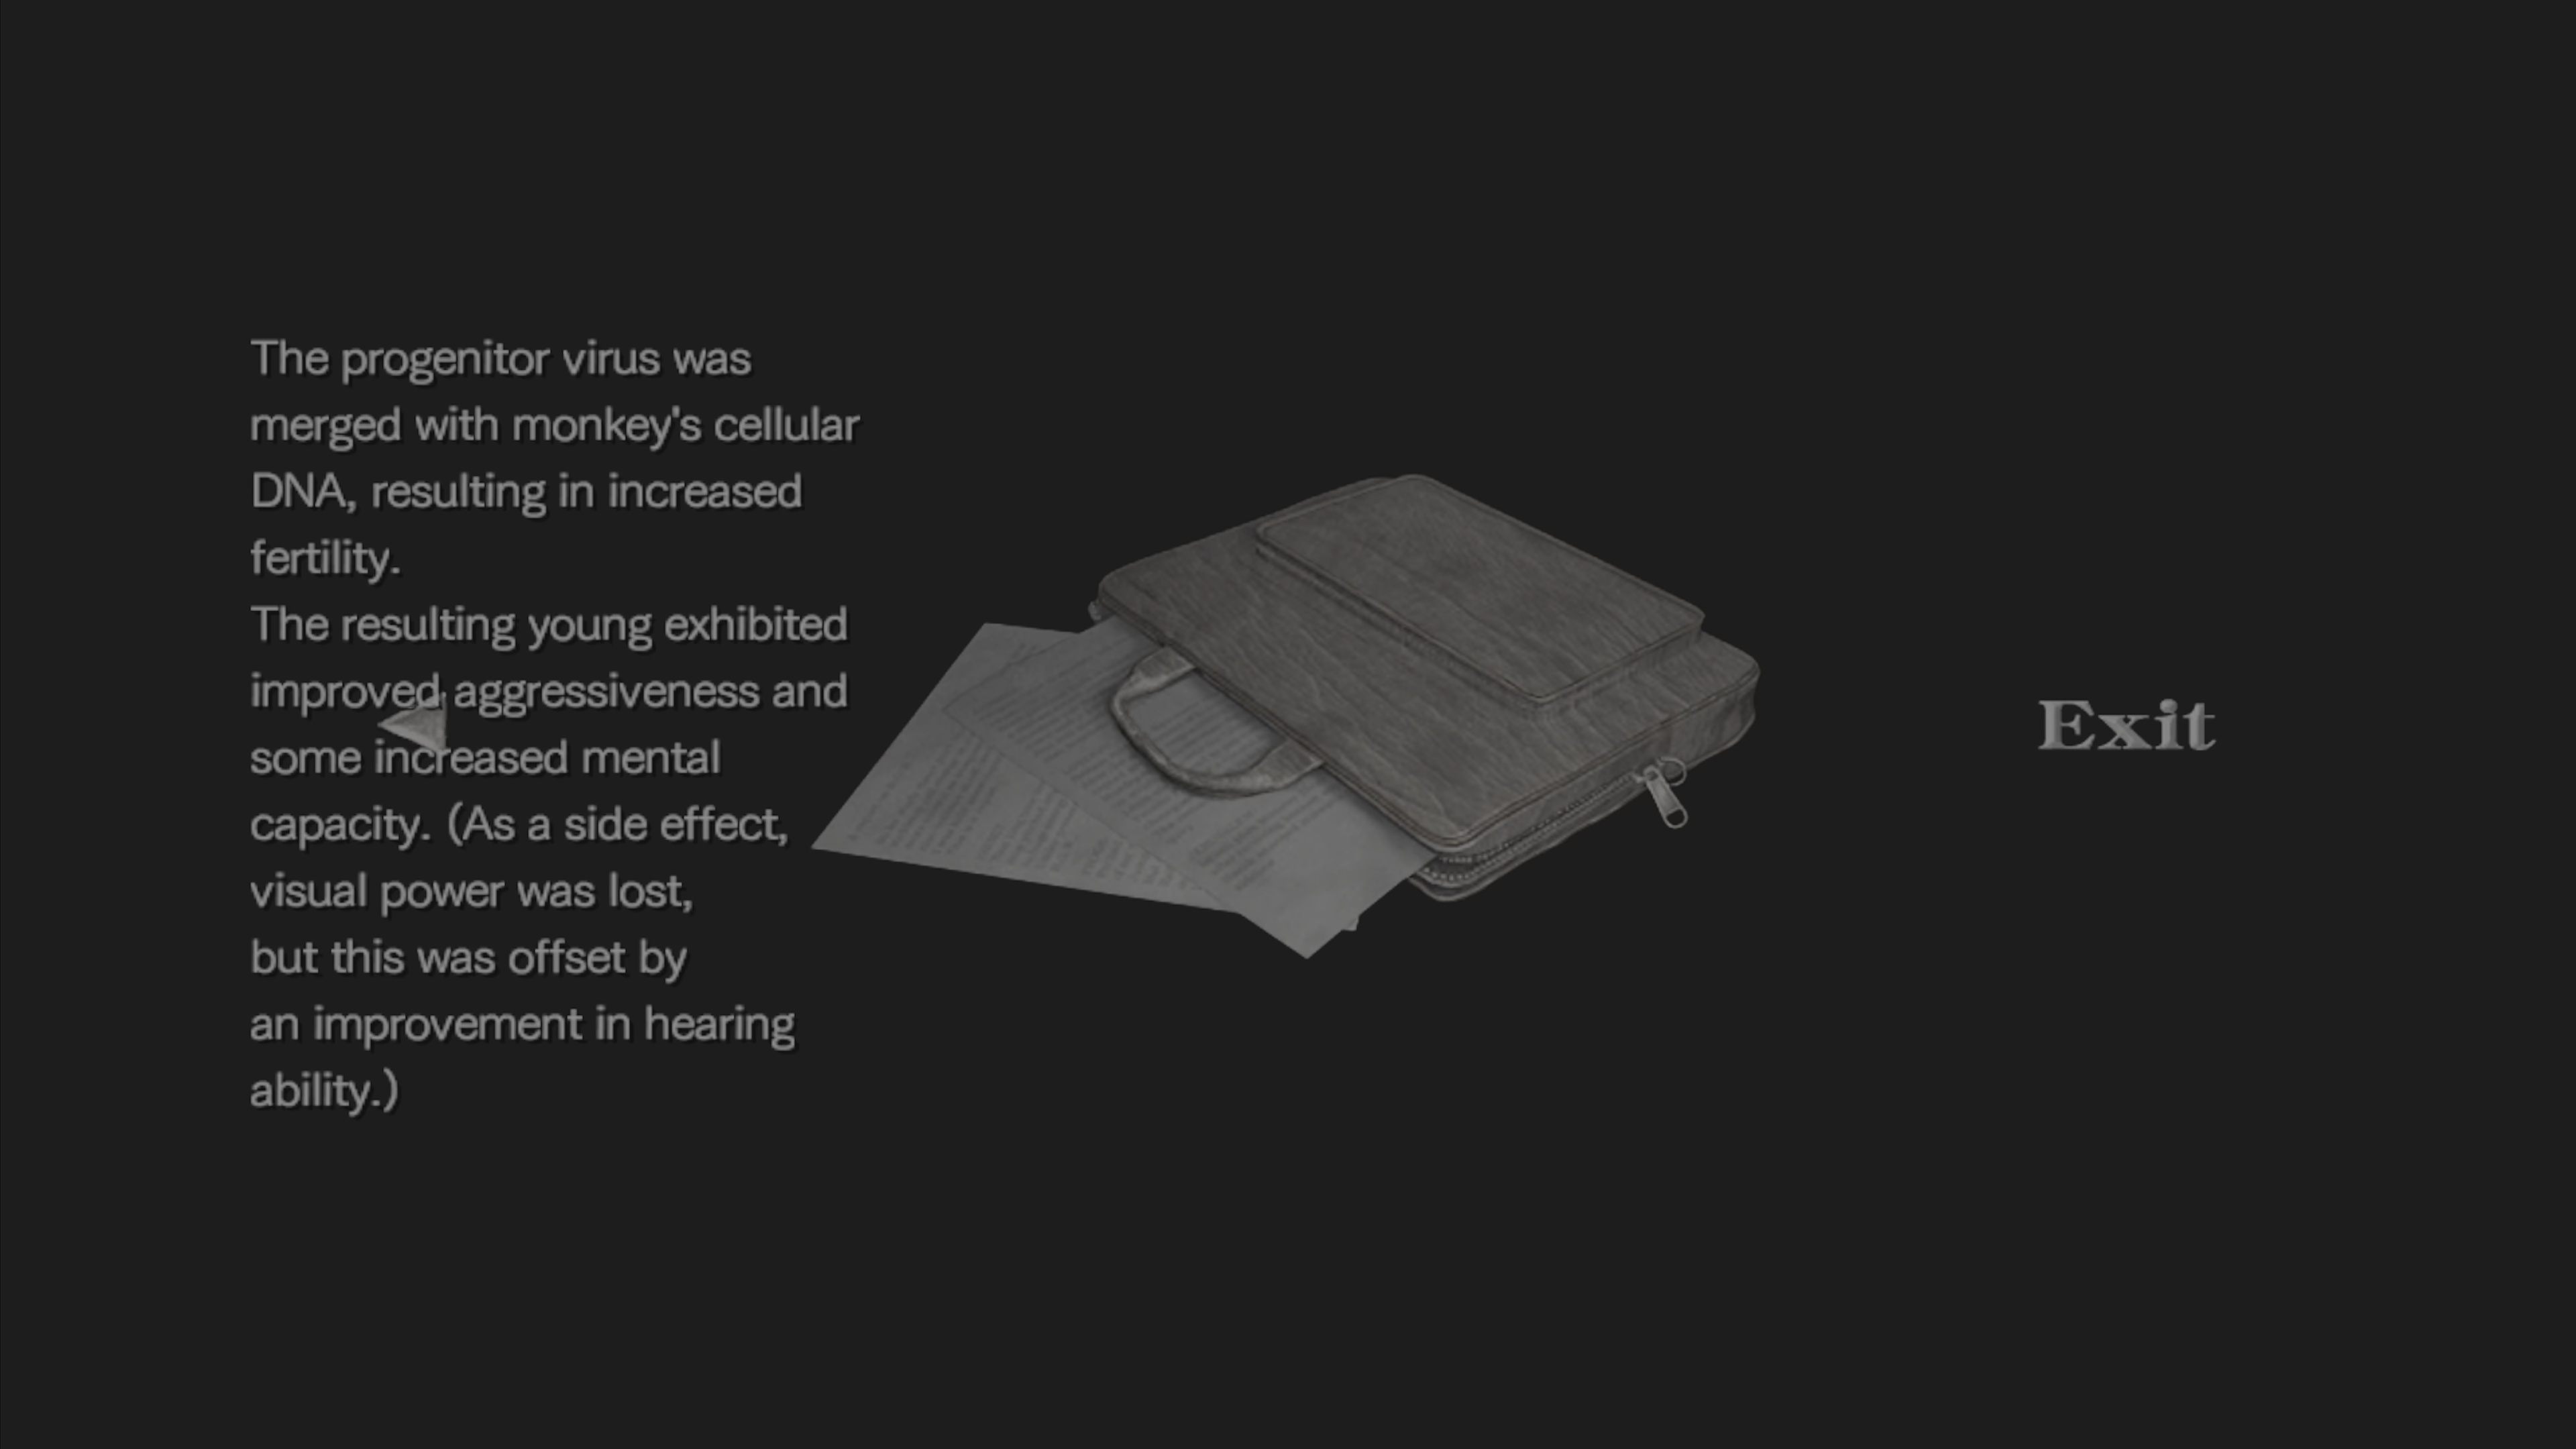 The progenitor virus was
merged with monkey's cellular
DNA, resulting in increased
fertility.
The resulting young exhibited
improved aggressiveness and
some increased mental
capacity. (As a side effect,
visual power was lost,
but this was offset by
an improvement in hearing
ability.)
Exit